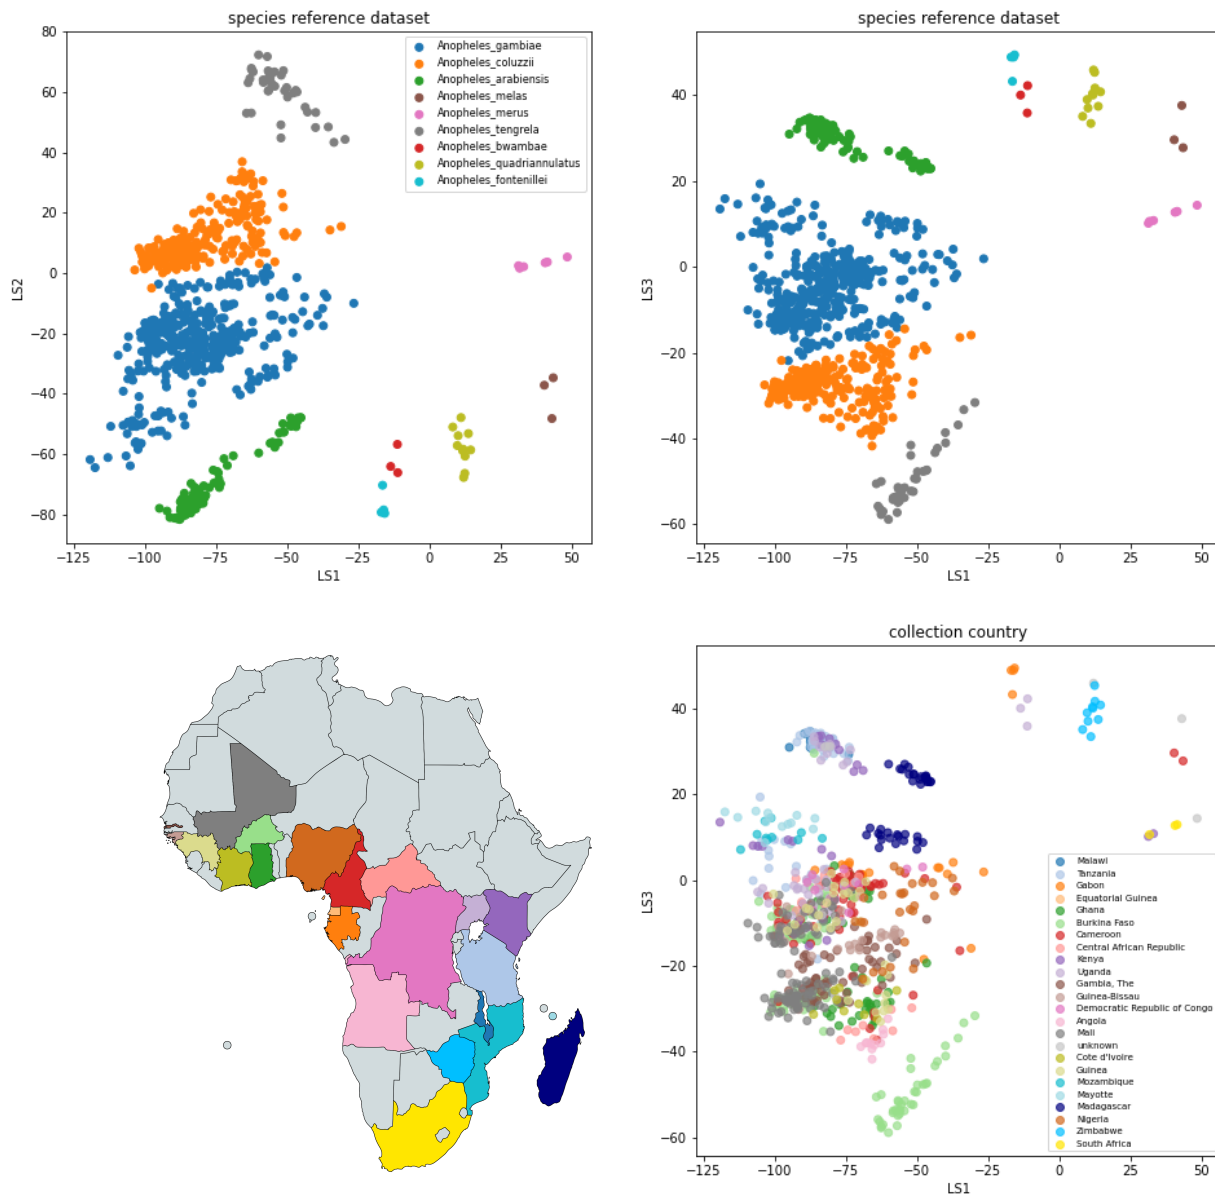 species reference dataset
80
60
40
20
0
−20
−40
−60
−80
LS2
−125
−100
−75
−50
−25
0
25
50
LS1
Anopheles_gambiae
Anopheles_coluzzii
Anopheles_arabiensis
Anopheles_melas
Anopheles_merus
Anopheles_tengrela
Anopheles_bwambae
Anopheles_quadriannulatus
Anopheles_fontenillei
species reference dataset
40
20
0
−20
−40
−60
LS3
−125
−100
−75
−50
−25
0
25
50
LS1
collection country
40
20
0
−20
−40
−60
LS3
−125
−100
−75
−50
−25
0
25
50
LS1
Malawi
Tanzania
Gabon
Equatorial Guinea
Ghana
Burkina Faso
Cameroon
Central African Republic
Kenya
Uganda
Gambia, The
Guinea-Bissau
Democratic Republic of Congo
Angola
Mali
unknown
Cote d'Ivoire
Guinea
Mozambique
Mayotte
Madagascar
Nigeria
Zimbabwe
South Africa